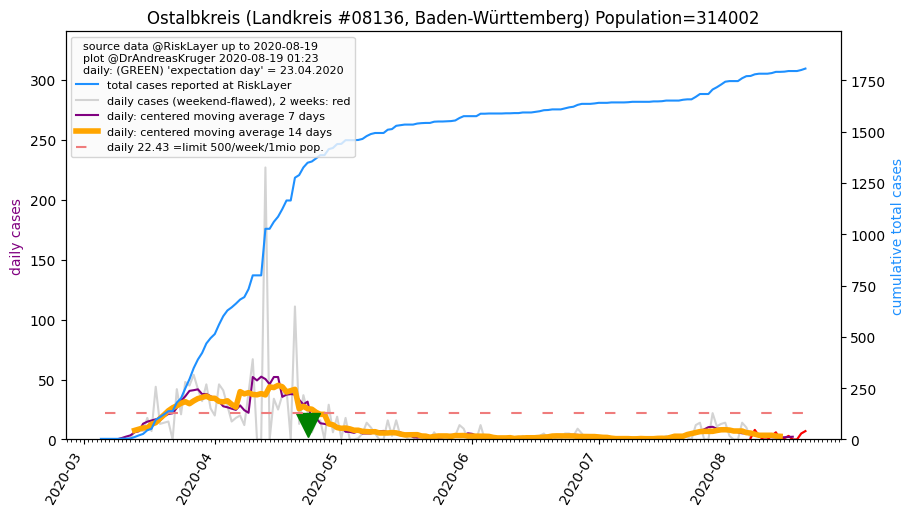 Ostalbkreis (Landkreis #08136, Baden-Württemberg) Population=314002
source data @RiskLayer up to 2020-08-19
plot @DrAndreasKruger 2020-08-19 01:23
daily: (GREEN) 'expectation day' = 23.04.2020
total cases reported at RiskLayer
daily cases (weekend-flawed), 2 weeks: red
daily: centered moving average 7 days
daily: centered moving average 14 days
daily 22.43 =limit 500/week/1mio pop.
daily cases
300
250
200
150
100
50
0
cumulative total cases
1750
1500
1250
1000
750
500
250
0
2020-03
2020-04
2020-05
2020-06
2020-07
2020-08